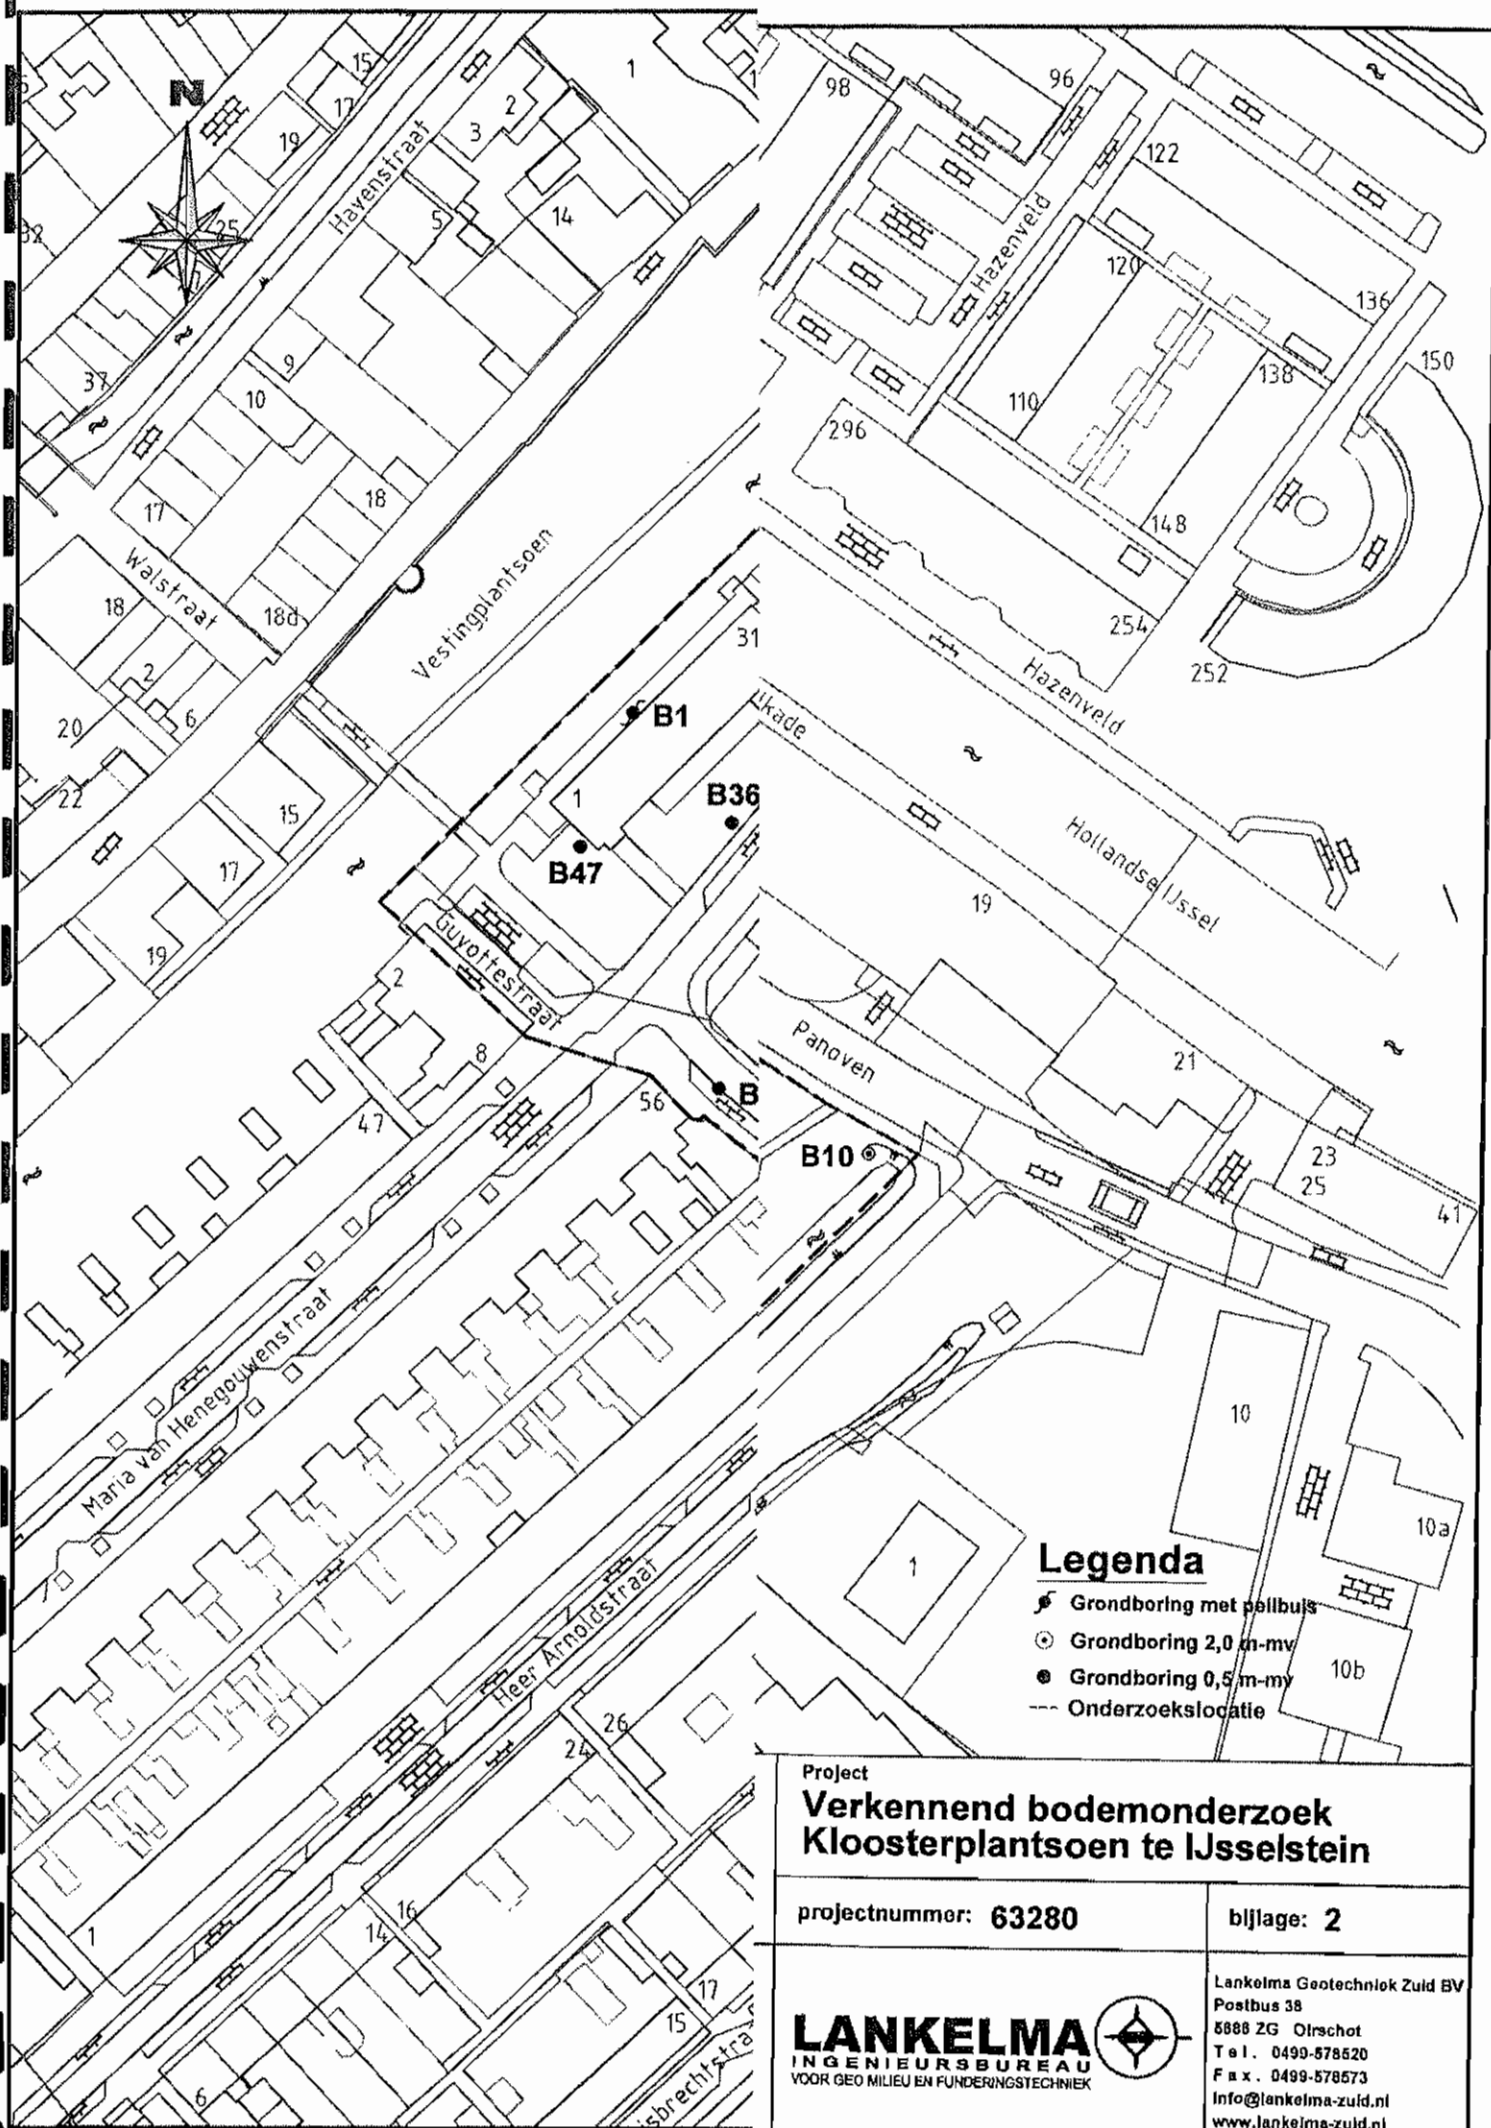 N
15
17
19
25
32
37
Havenstraat
1
2
3
5
14
9
10
17
18
Walstraat
18
18d
2
6
20
22
15
17
19
Vestingplantsoen
98
96
122
Hazenveld
120
136
138
150
110
148
296
254
252
Hazenveld
31
B1
kade
1
B36
B47
Hollandse IJssel
19
Guyottestraat
2
8
47
56
B
Panoven
21
B10
23
25
41
Maria van Henegouwenstraat
10
10a
10b
1
Heer Arnoldstraat
26
24
16
14
1
17
15
6
isbrechtstra
Legenda
Grondboring met peilbuis
Grondboring 2,0 m-mv
Grondboring 0,5 m-mv
--- Onderzoekslocatie
Project
Verkennend bodemonderzoek
Kloosterplantsoen te IJsselstein
projectnummer: 63280
bijlage: 2
LANKELMA
INGENIEURSBUREAU
VOOR GEO MILIEU EN FUNDERINGSTECHNIEK
Lankelma Geotechniek Zuid BV
Postbus 38
5688 ZG Oirschot
Tel. 0499-578520
Fax. 0499-578573
info@lankelma-zuid.nl
www.lankelma-zuid.nl